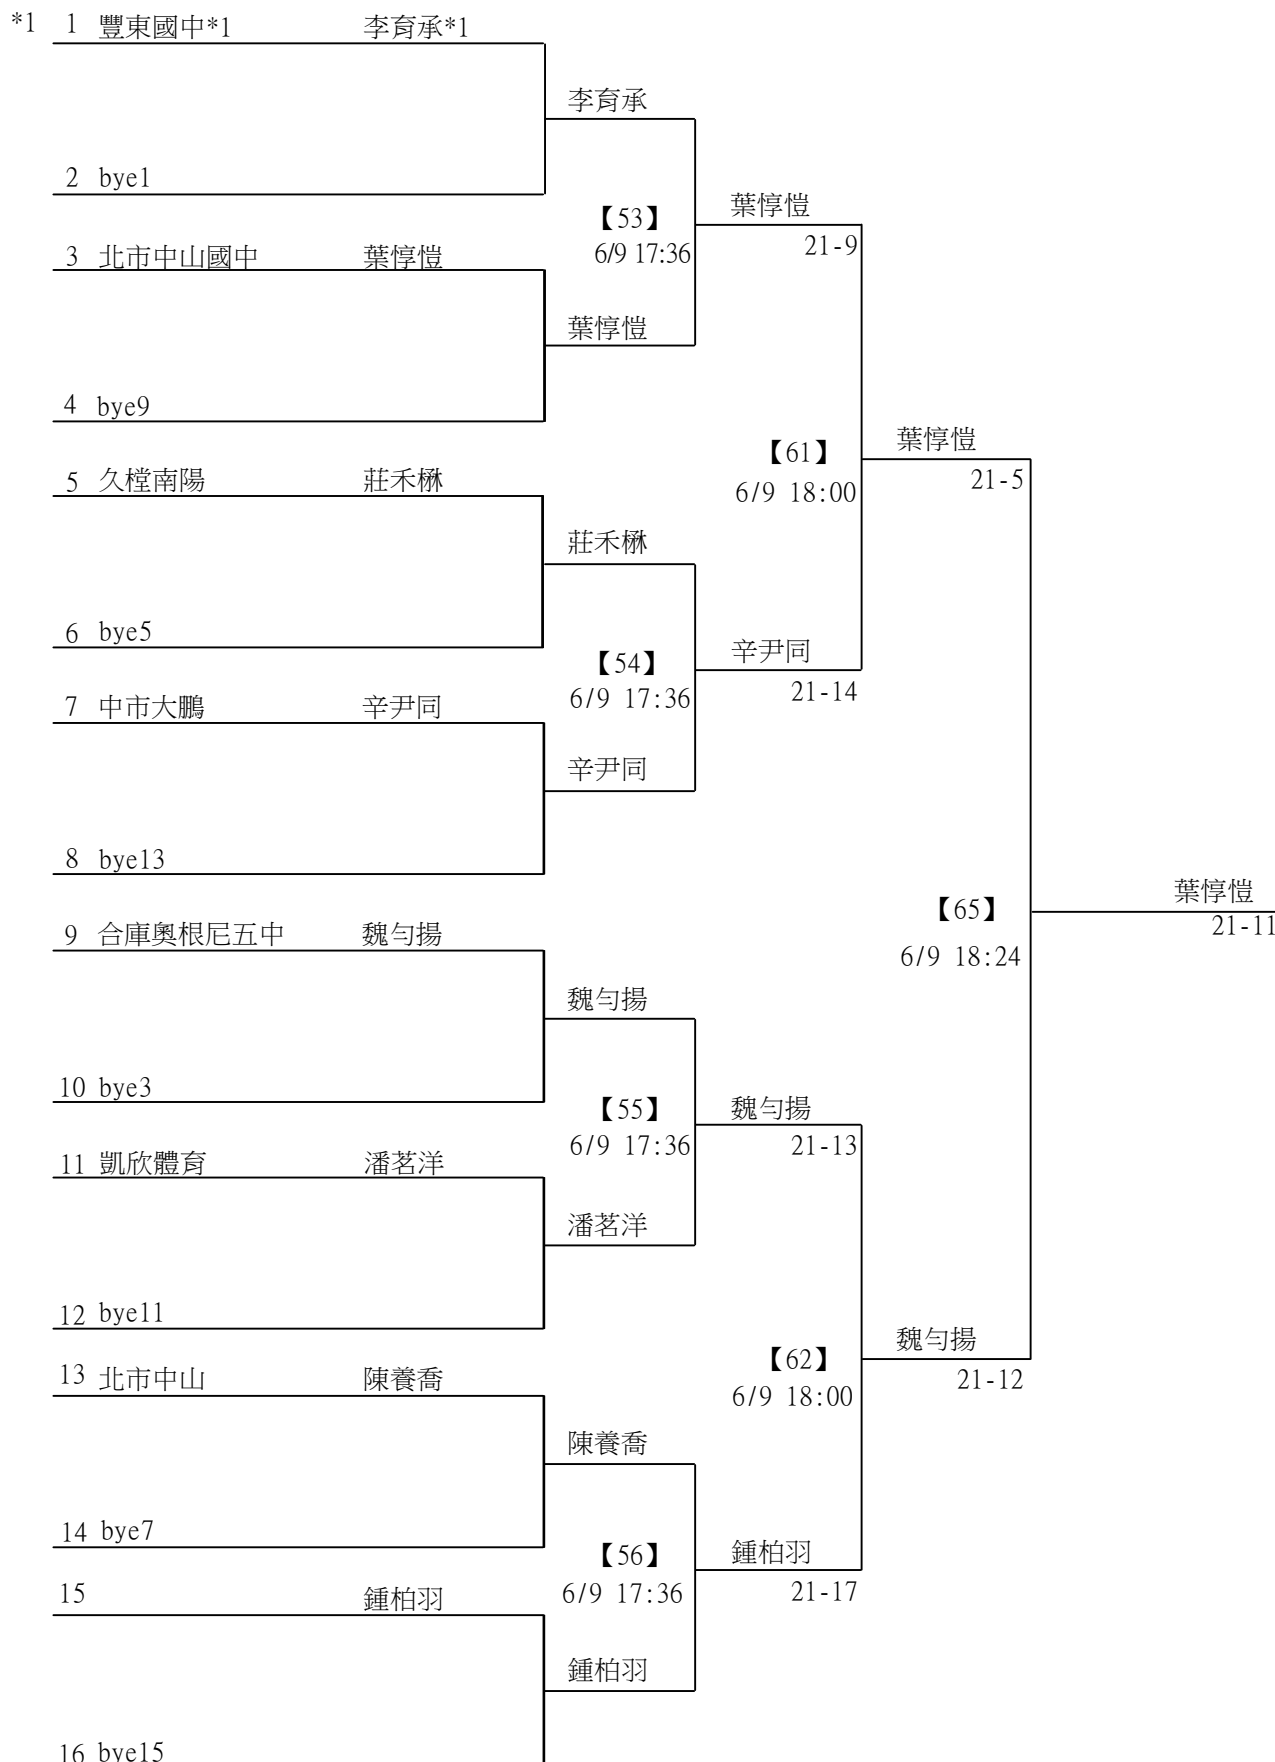 *1 1 豐東國中*1 李育承*1
李育承
2 bye1
【53】
葉惇愷
6/9 17:36
21-9
3 北市中山國中 葉惇愷
葉惇愷
4 bye9
【61】
葉惇愷
6/9 18:00
21-5
5 久樘南陽 莊禾楙
莊禾楙
6 bye5
【54】
辛尹同
6/9 17:36
21-14
7 中市大鵬 辛尹同
辛尹同
8 bye13
【65】
葉惇愷
6/9 18:24
21-11
9 合庫奧根尼五中 魏勻揚
魏勻揚
10 bye3
【55】
魏勻揚
6/9 17:36
21-13
11 凱欣體育 潘茗洋
潘茗洋
12 bye11
【62】
魏勻揚
6/9 18:00
21-12
13 北市中山 陳養喬
陳養喬
14 bye7
【56】
鍾柏羽
6/9 17:36
21-17
15 鍾柏羽
鍾柏羽
16 bye15